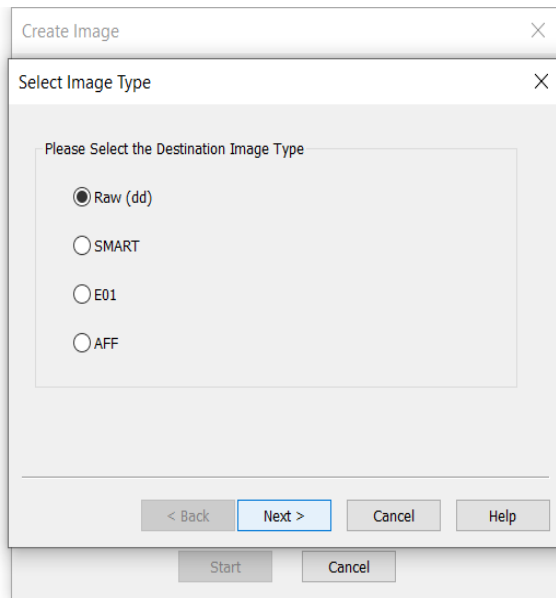 Create Image
Select Image Type
Please Select the Destination Image Type
Raw (dd)
SMART
E01
AFF
< Back Next > Cancel Help
Start Cancel